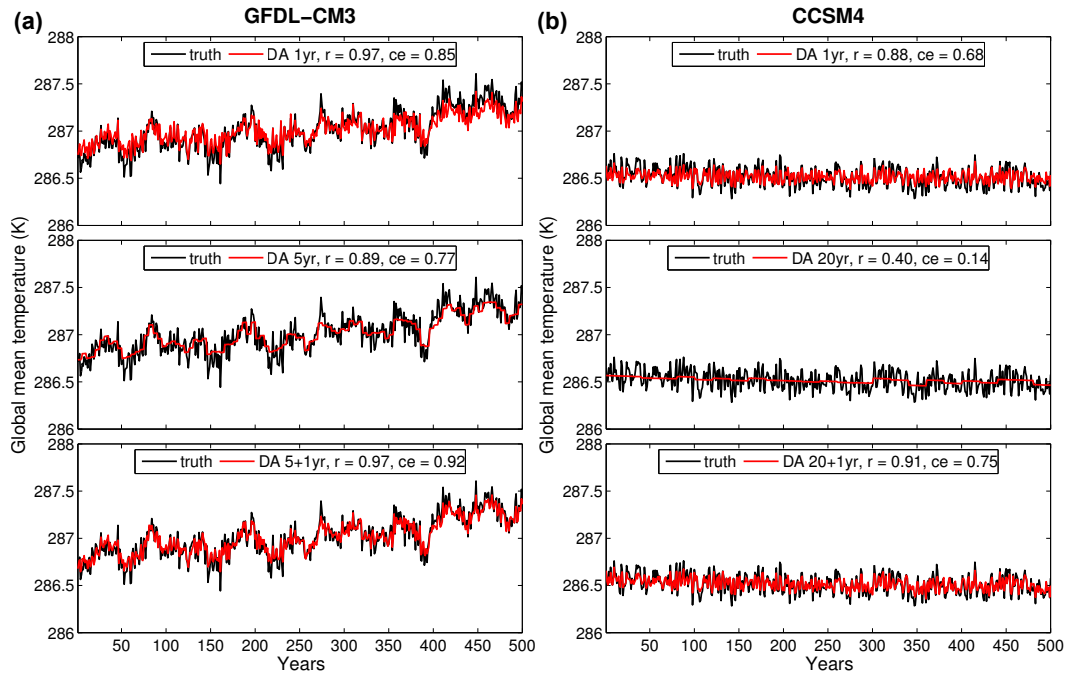 (a)
GFDL−CM3
288
287.5
287
286.5
286
truth
DA 1yr, r = 0.97, ce = 0.85
288
287.5
287
286.5
286
truth
DA 5yr, r = 0.89, ce = 0.77
288
287.5
287
286.5
286
truth
DA 5+1yr, r = 0.97, ce = 0.92
Global mean temperature (K)
50 100 150 200 250 300 350 400 450 500
Years
(b)
CCSM4
288
287.5
287
286.5
286
truth
DA 1yr, r = 0.88, ce = 0.68
288
287.5
287
286.5
286
truth
DA 20yr, r = 0.40, ce = 0.14
288
287.5
287
286.5
286
truth
DA 20+1yr, r = 0.91, ce = 0.75
Global mean temperature (K)
50 100 150 200 250 300 350 400 450 500
Years